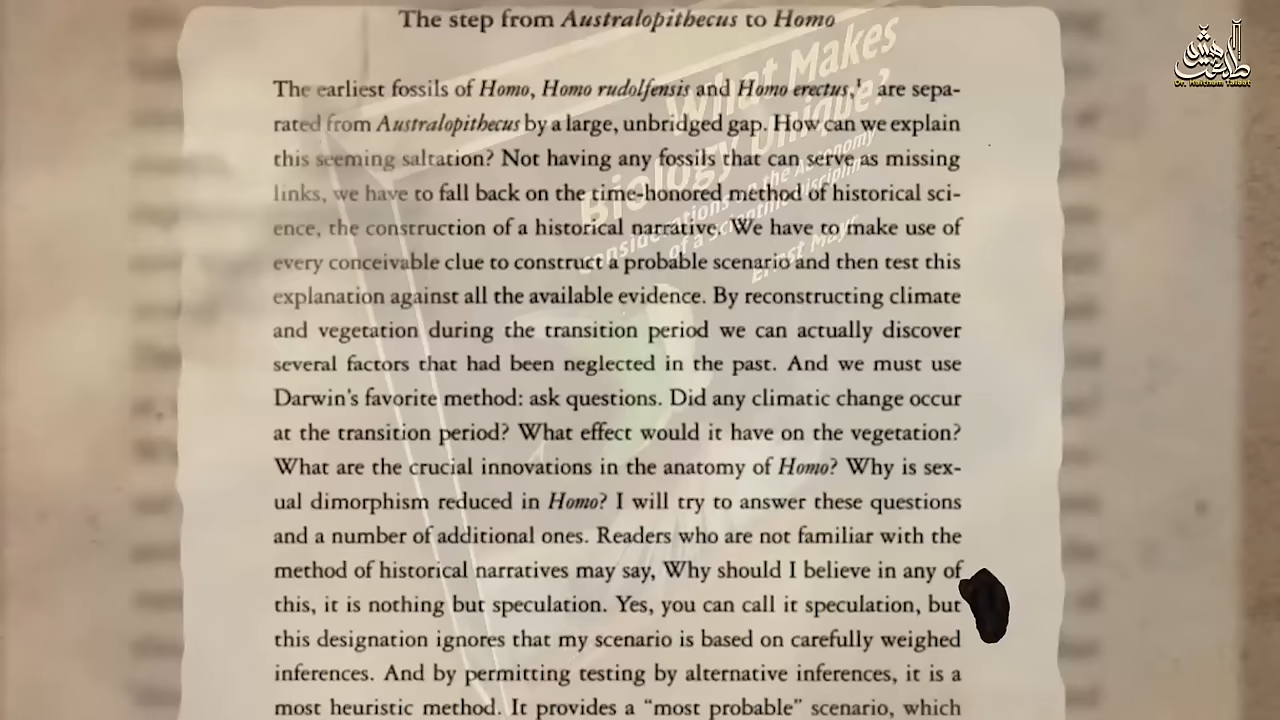 The step from Australopithecus to Homo
The earliest fossils of Homo, Homo rudolfensis and Homo erectus,¹ are sepa-
rated from Australopithecus by a large, unbridged gap. How can we explain
this seeming saltation? Not having any fossils that can serve as missing
links, we have to fall back on the time-honored method of historical sci-
ence, the construction of a historical narrative. We have to make use of
every conceivable clue to construct a probable scenario and then test this
explanation against all the available evidence. By reconstructing climate
and vegetation during the transition period we can actually discover
several factors that had been neglected in the past. And we must use
Darwin's favorite method: ask questions. Did any climatic change occur
at the transition period? What effect would it have on the vegetation?
What are the crucial innovations in the anatomy of Homo? Why is sex-
ual dimorphism reduced in Homo? I will try to answer these questions
and a number of additional ones. Readers who are not familiar with the
method of historical narratives may say, Why should I believe in any of
this, it is nothing but speculation. Yes, you can call it speculation, but
this designation ignores that my scenario is based on carefully weighed
inferences. And by permitting testing by alternative inferences, it is a
most heuristic method. It provides a “most probable” scenario, which
What Makes
Biology Unique?
Considerations on the Autonomy
of a Scientific Discipline
Ernst Mayr
هيثم طلعت
Dr. Haitham Talaat